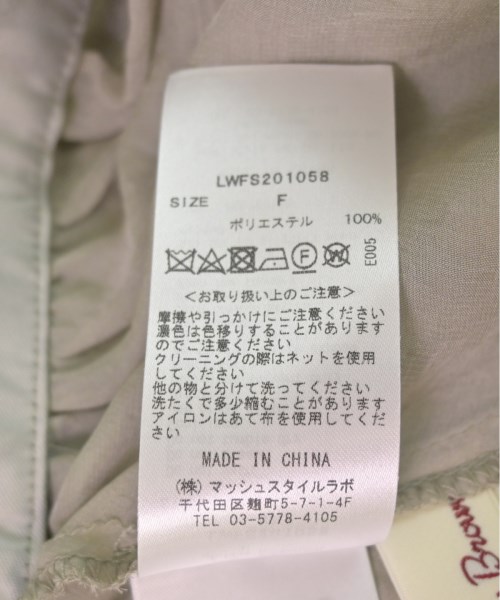 LWFS201058
SIZE F
ポリエステル 100%
F W E005
<お取り扱い上のご注意>
摩擦や引っかけにご注意ください
濃色は色移りすることがあります
のでご注意ください
クリーニングの際はネットを使用
してください
他の物と分けて洗ってください
洗たくで多少縮むことがあります
アイロンはあて布を使用してくだ
さい
MADE IN CHINA
(株) マッシュスタイルラボ
千代田区麹町5-7-1-4F
TEL 03-5778-4105